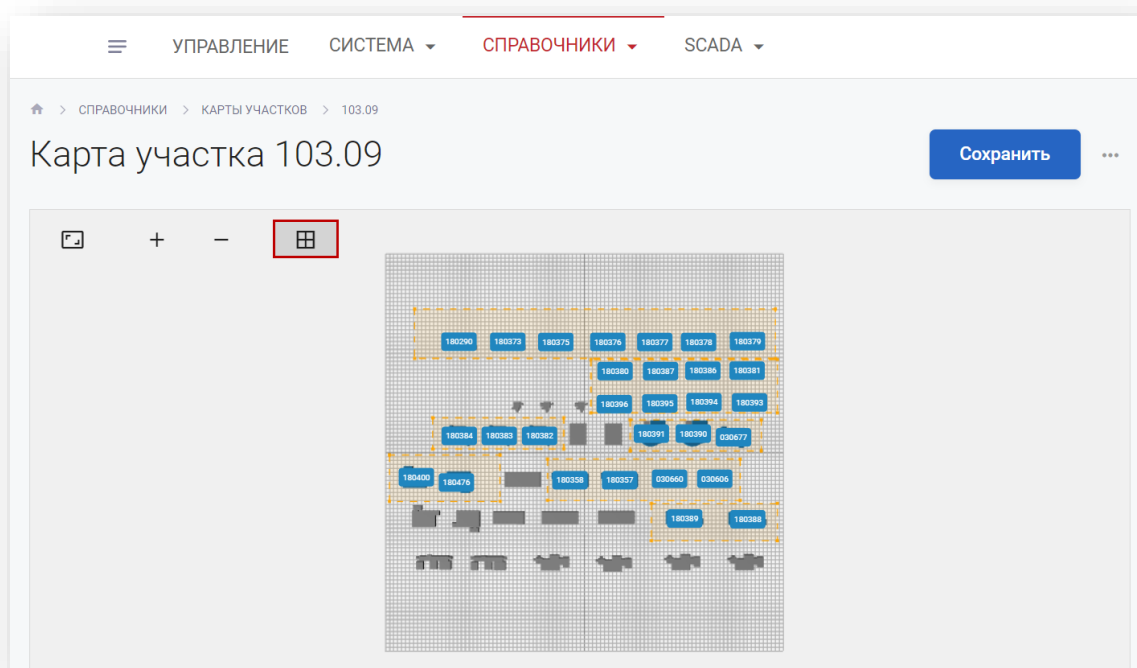 УПРАВЛЕНИЕ СИСТЕМА СПРАВОЧНИКИ SCADA
СПРАВОЧНИКИ > КАРТЫ УЧАСТКОВ > 103.09
Карта участка 103.09
Сохранить
180290 180373 180375 180376 180377 180378 180379
180380 180387 180386 180381
180396 180395 180394 180393
180384 180383 180382 180391 180390 030677
180400 180476 180358 180357 030660 030606
180389 180388